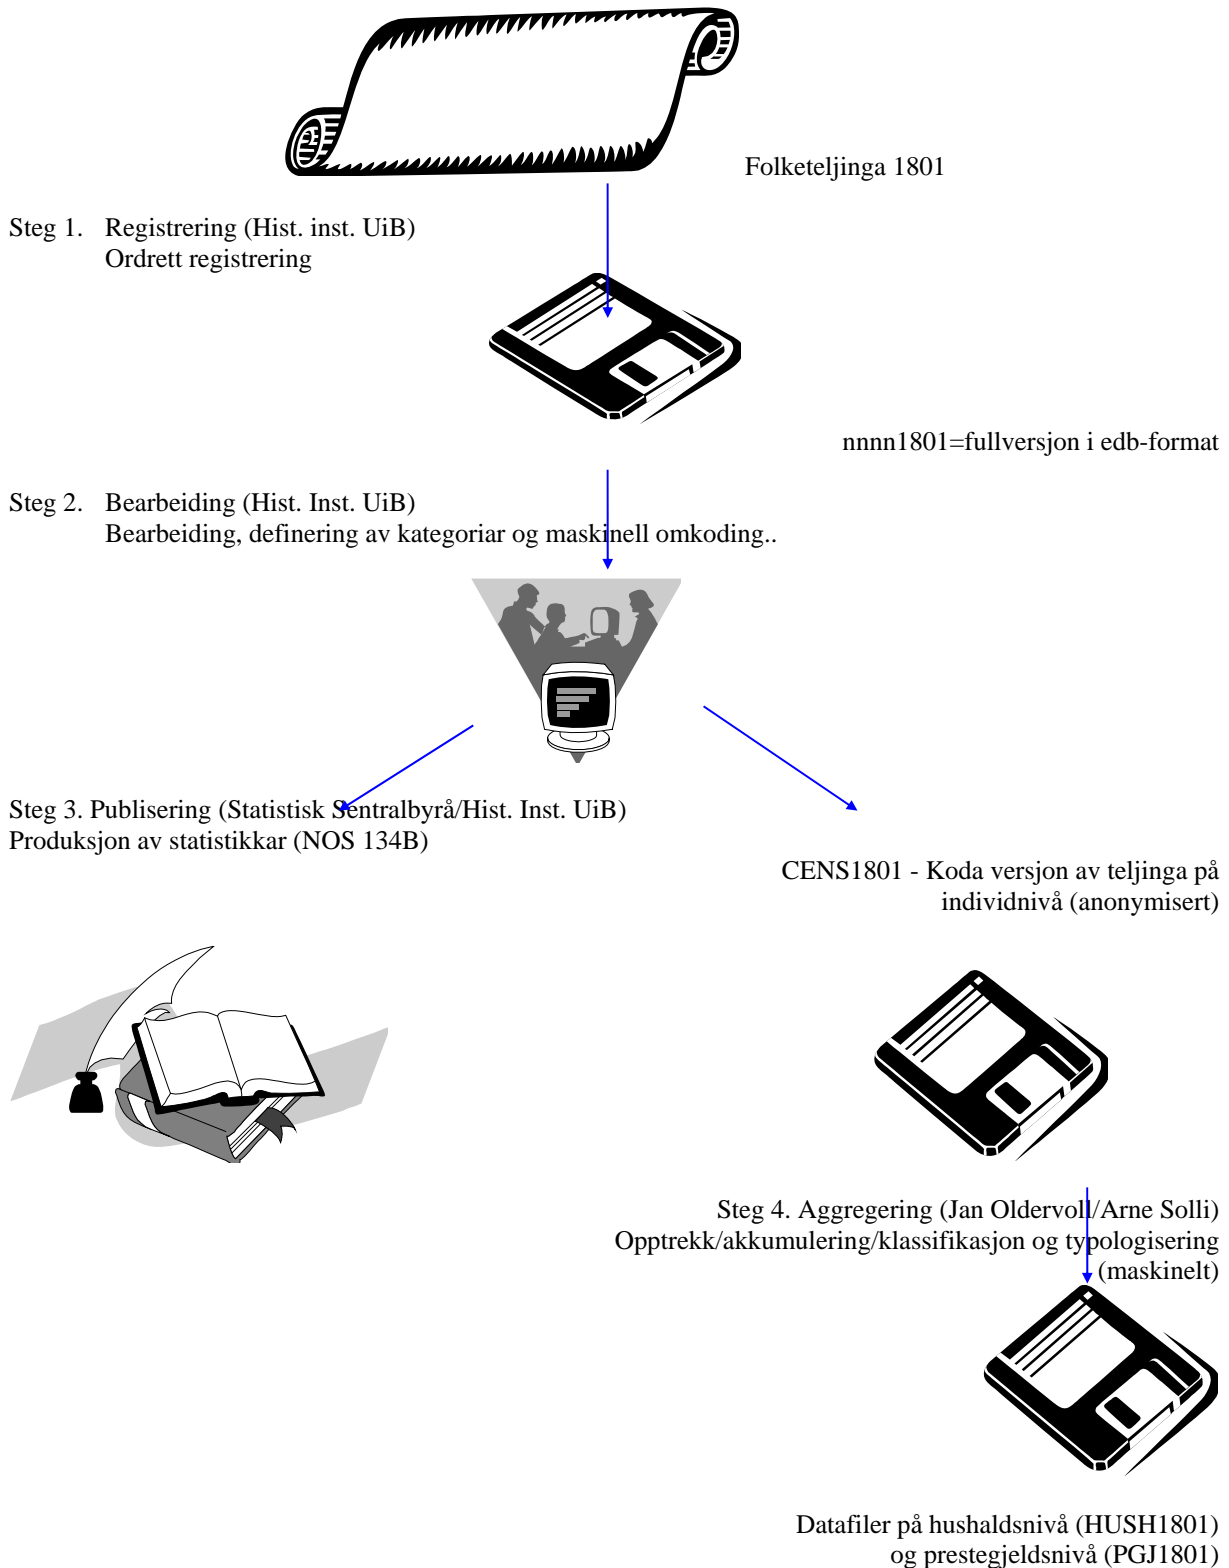 Folketeljinga 1801
Steg 1. Registrering (Hist. inst. UiB)
Ordrett registrering
nnnn1801=fullversjon i edb-format
Steg 2. Bearbeiding (Hist. Inst. UiB)
Bearbeiding, definering av kategoriar og maskinell omkoding..
Steg 3. Publisering (Statistisk Sentralbyrå/Hist. Inst. UiB)
Produksjon av statistikkar (NOS 134B)
CENS1801 - Koda versjon av teljinga på
individnivå (anonymisert)
Steg 4. Aggregering (Jan Oldervoll/Arne Solli)
Opptrekk/akkumulering/klassifikasjon og typologisering
(maskinelt)
Datafiler på hushaldsnivå (HUSH1801)
og prestegjeldsnivå (PGJ1801)